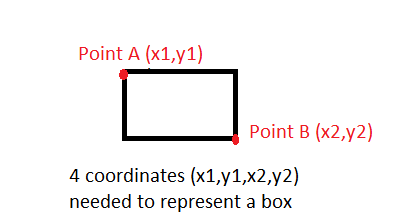 Point A (x1,y1)
Point B (x2,y2)
4 coordinates (x1,y1,x2,y2)
needed to represent a box